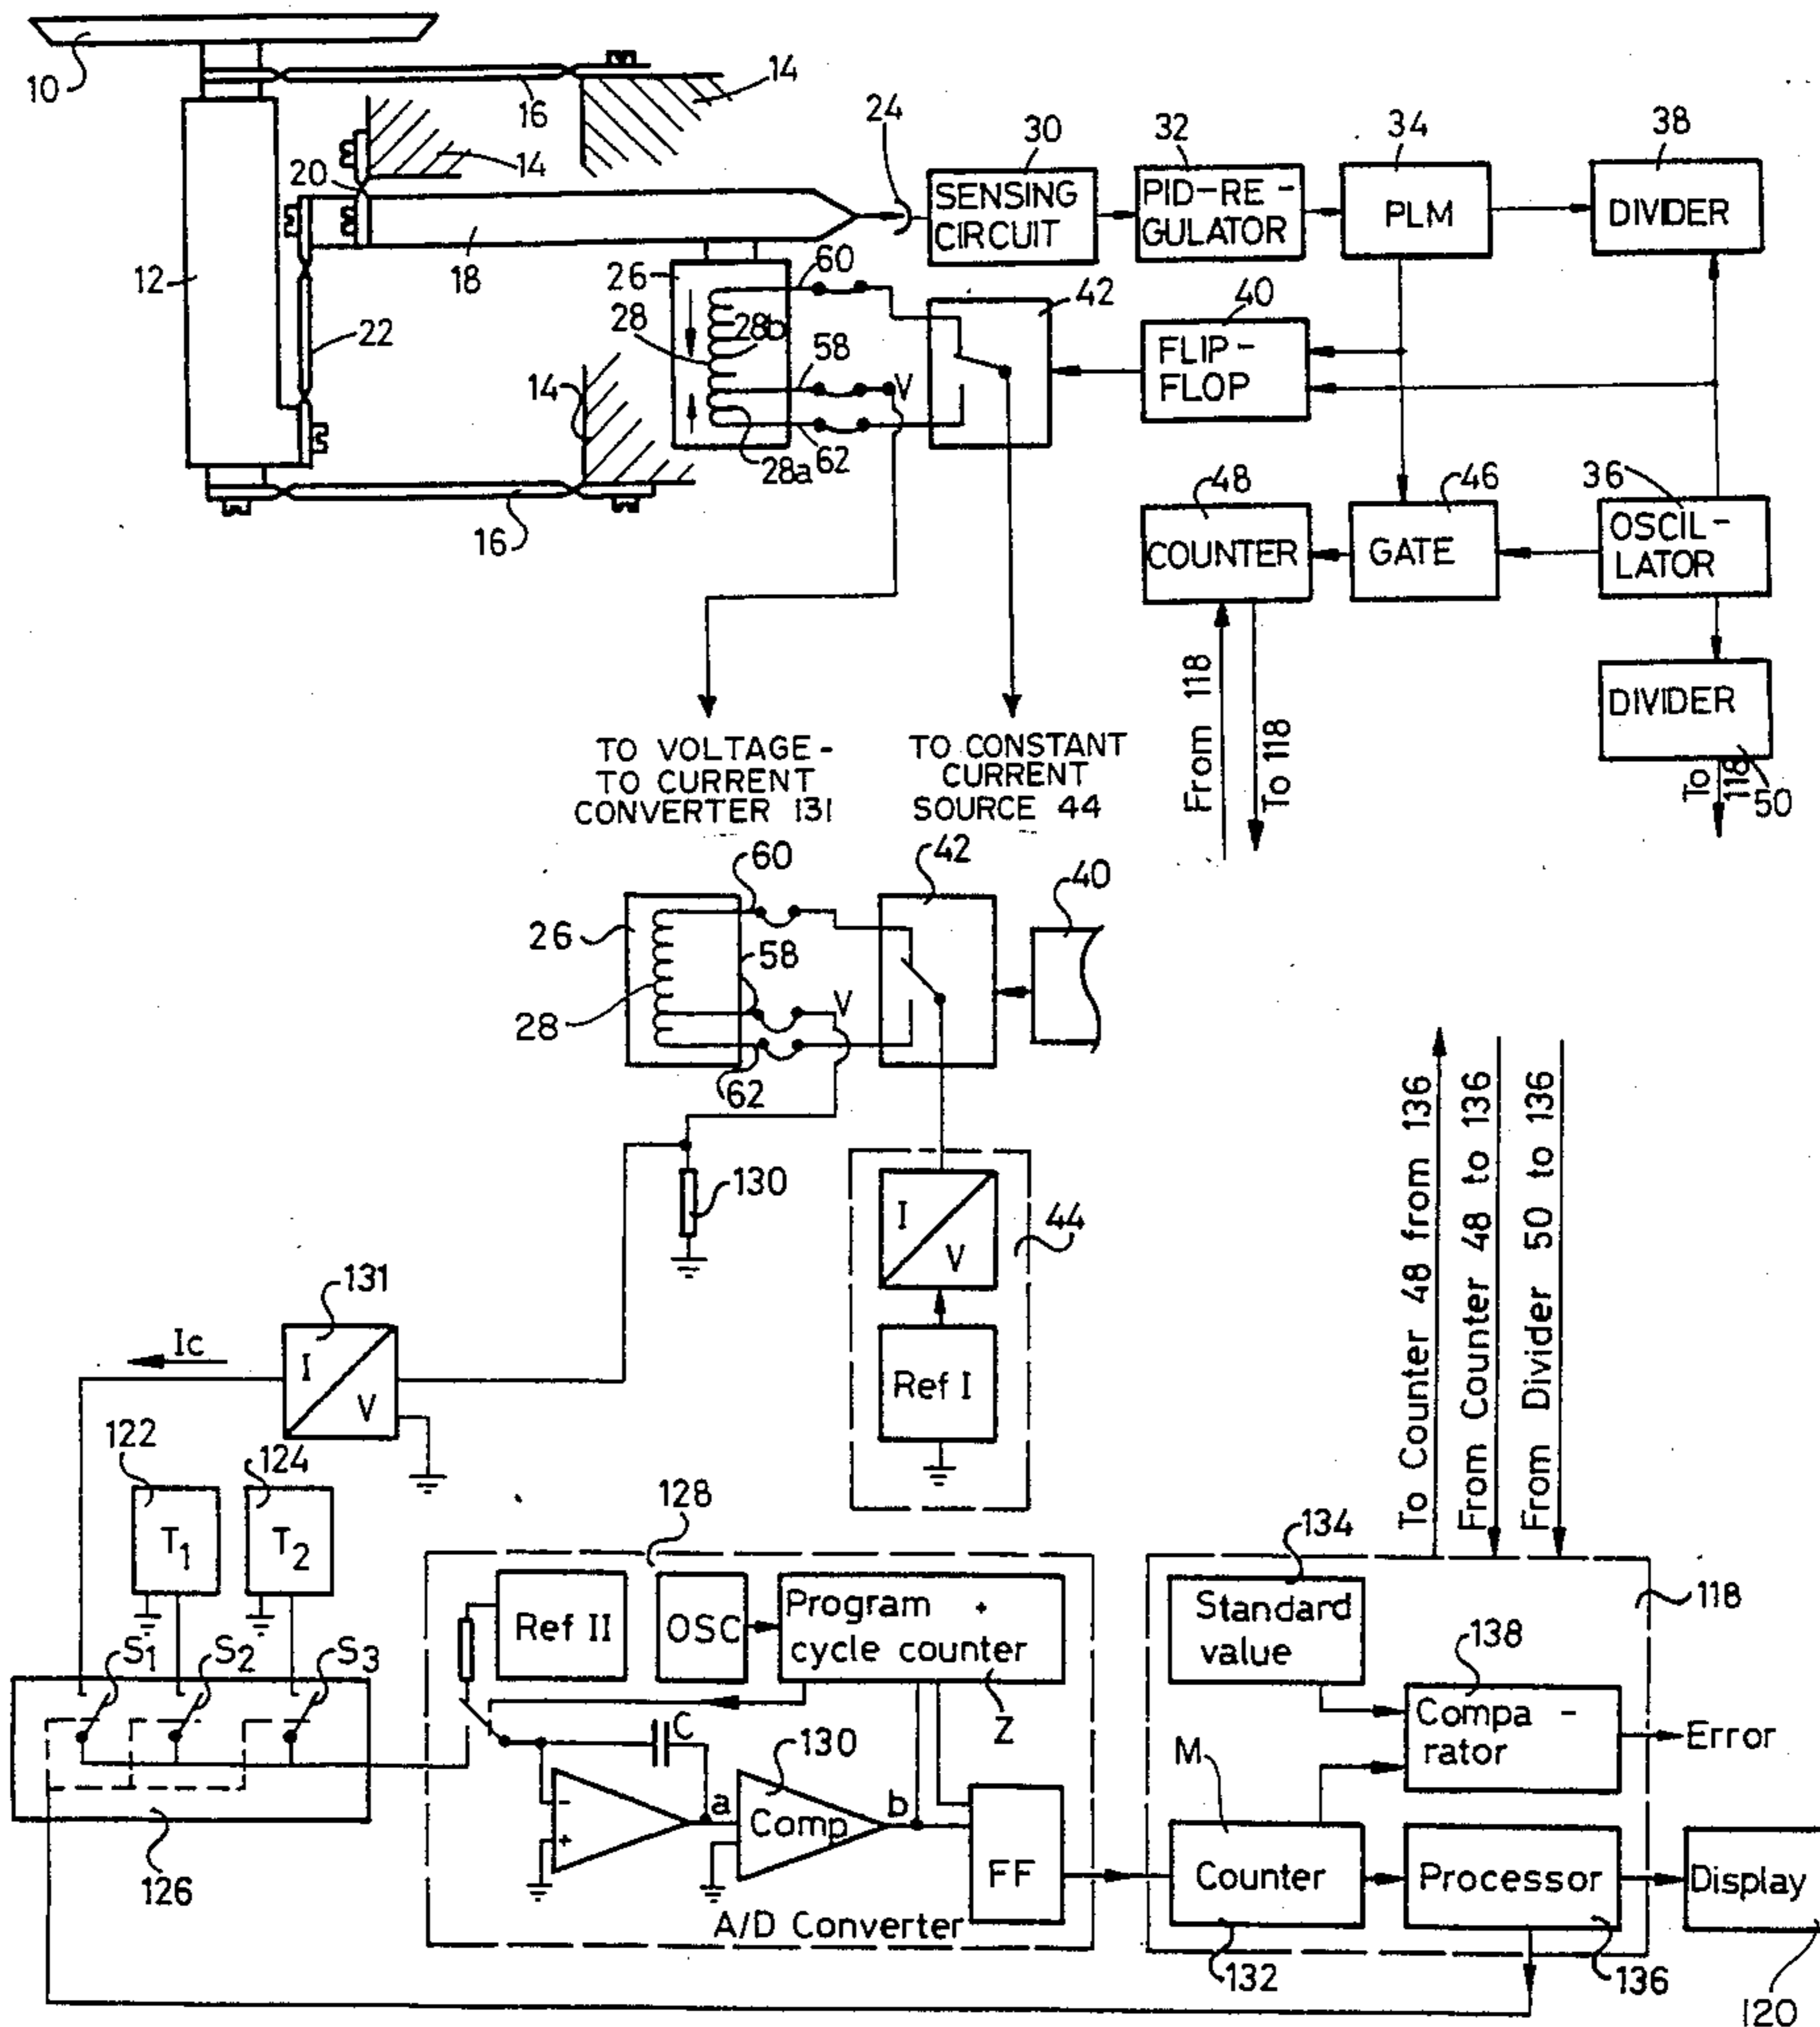 10
16
14
14
20
12
18
22
14
16
24
26
28
28b
28a
60
58
62
V
42
30
SENSING
CIRCUIT
32
PID-RE-
GULATOR
34
PLM
38
DIVIDER
40
FLIP-
FLOP
48
COUNTER
46
GATE
36
OSCIL-
LATOR
DIVIDER
50
From 118
To 118
To
118
TO VOLTAGE-
TO CURRENT
CONVERTER 131
TO CONSTANT
CURRENT
SOURCE 44
60
42
40
26
58
V
28
62
130
I
V
44
Ref I
131
Ic
I
V
122
T1
124
T2
S1
S2
S3
126
128
Ref II
OSC
Program +
cycle counter
Z
C
-
+
a
130
Comp
b
FF
A/D Converter
To Counter 48 from 136
From Counter 48 to 136
From Divider 50 to 136
134
Standard
value
118
138
Compa-
rator
Error
M
Counter
132
Processor
136
Display
120